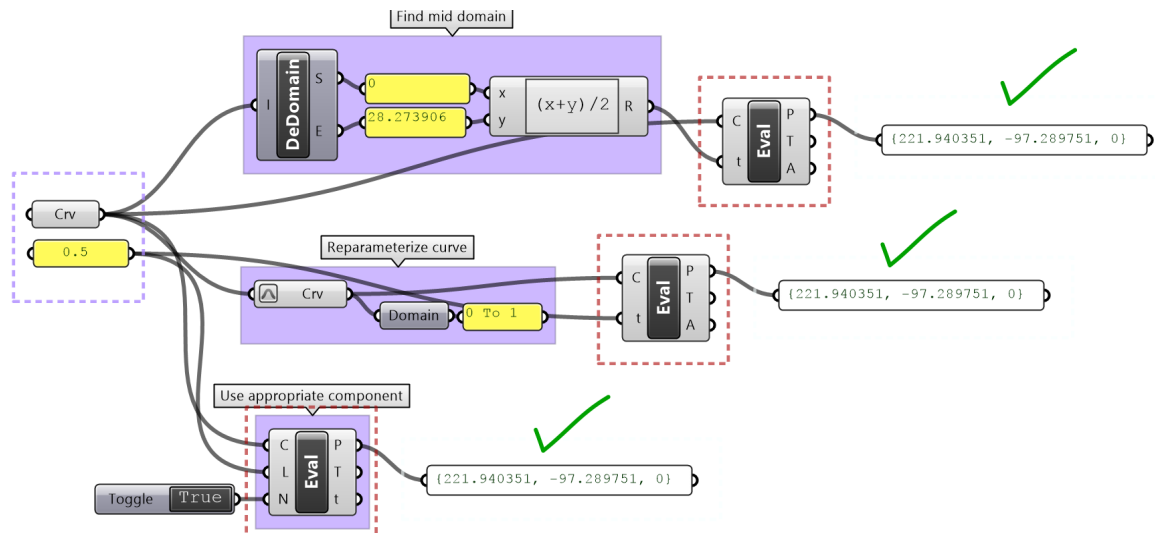 Find mid domain
DeDomain
I
S
E
0
28.273906
x
y
(x+y)/2
R
C
t
Eval
P
T
A
{221.940351, -97.289751, 0}
Crv
0.5
Reparameterize curve
Crv
Domain
0 To 1
C
t
Eval
P
T
A
{221.940351, -97.289751, 0}
Use appropriate component
C
L
N
Eval
P
T
t
Toggle True
{221.940351, -97.289751, 0}